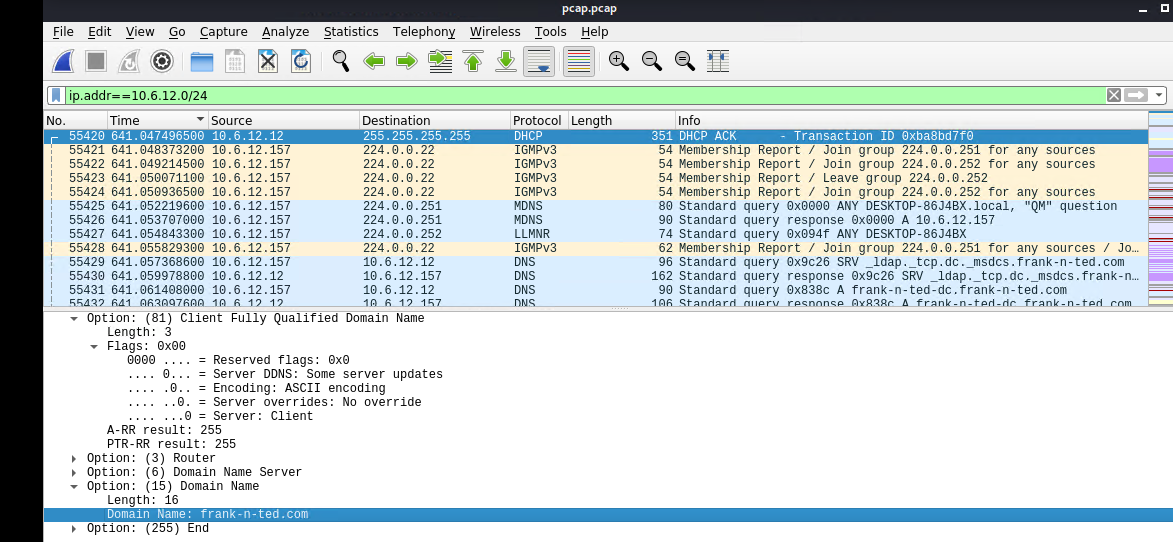 pcap.pcap
File Edit View Go Capture Analyze Statistics Telephony Wireless Tools Help
ip.addr==10.6.12.0/24
No. Time Source Destination Protocol Length Info
55420 641.047496500 10.6.12.12 255.255.255.255 DHCP 351 DHCP ACK - Transaction ID 0xba8bd7f0
55421 641.048373200 10.6.12.157 224.0.0.22 IGMPv3 54 Membership Report / Join group 224.0.0.251 for any sources
55422 641.049214500 10.6.12.157 224.0.0.22 IGMPv3 54 Membership Report / Join group 224.0.0.252 for any sources
55423 641.050071100 10.6.12.157 224.0.0.22 IGMPv3 54 Membership Report / Leave group 224.0.0.252
55424 641.050936500 10.6.12.157 224.0.0.22 IGMPv3 54 Membership Report / Join group 224.0.0.252 for any sources
55425 641.052219600 10.6.12.157 224.0.0.251 MDNS 80 Standard query 0x0000 ANY DESKTOP-86J4BX.local, "QM" question
55426 641.053707000 10.6.12.157 224.0.0.251 MDNS 90 Standard query response 0x0000 A 10.6.12.157
55427 641.054843300 10.6.12.157 224.0.0.252 LLMNR 74 Standard query 0x094f ANY DESKTOP-86J4BX
55428 641.055829300 10.6.12.157 224.0.0.22 IGMPv3 62 Membership Report / Join group 224.0.0.251 for any sources / Jo…
55429 641.057368600 10.6.12.157 10.6.12.12 DNS 96 Standard query 0x9c26 SRV _ldap._tcp.dc._msdcs.frank-n-ted.com
55430 641.059978800 10.6.12.12 10.6.12.157 DNS 162 Standard query response 0x9c26 SRV _ldap._tcp.dc._msdcs.frank-n…
55431 641.061408000 10.6.12.157 10.6.12.12 DNS 90 Standard query 0x838c A frank-n-ted-dc.frank-n-ted.com
55432 641.063097600 10.6.12.12 10.6.12.157 DNS 106 Standard query response 0x838c A frank-n-ted-dc.frank-n-ted.com
Option: (81) Client Fully Qualified Domain Name
Length: 3
Flags: 0x00
0000 .... = Reserved flags: 0x0
.... 0... = Server DDNS: Some server updates
.... .0.. = Encoding: ASCII encoding
.... ..0. = Server overrides: No override
.... ...0 = Server: Client
A-RR result: 255
PTR-RR result: 255
Option: (3) Router
Option: (6) Domain Name Server
Option: (15) Domain Name
Length: 16
Domain Name: frank-n-ted.com
Option: (255) End